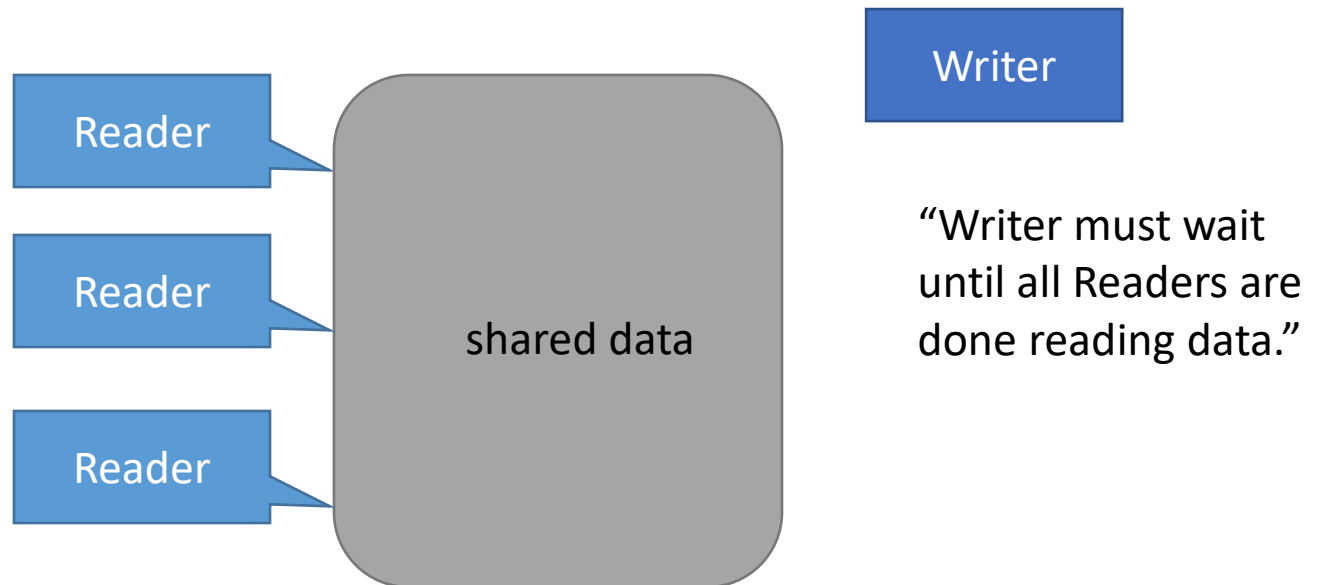 Reader
Reader
Reader
shared data
Writer
“Writer must wait
until all Readers are
done reading data.”